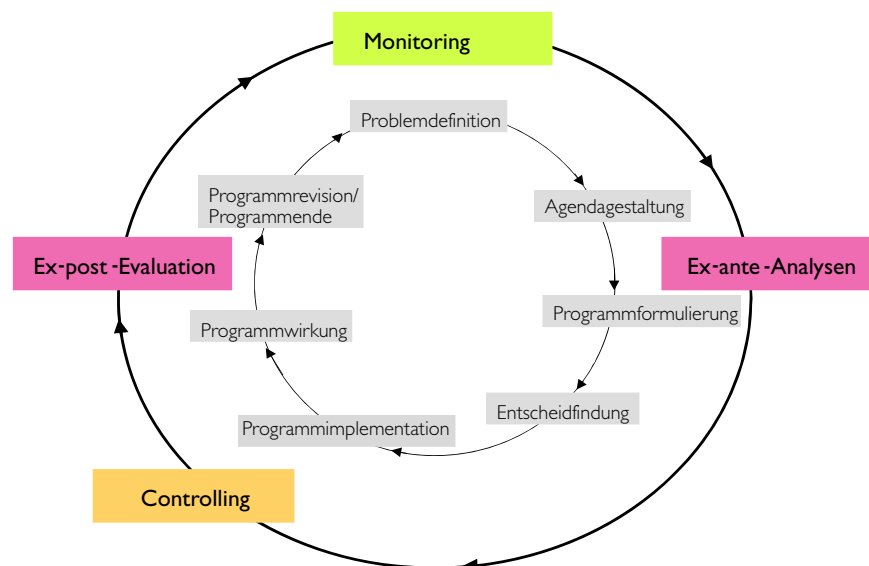 Monitoring
Problemdefinition
Programmrevision/
Programmende
Agendagestaltung
Ex-post -Evaluation
Ex-ante -Analysen
Programmwirkung
Programmformulierung
Entscheidfindung
Programmimplementation
Controlling